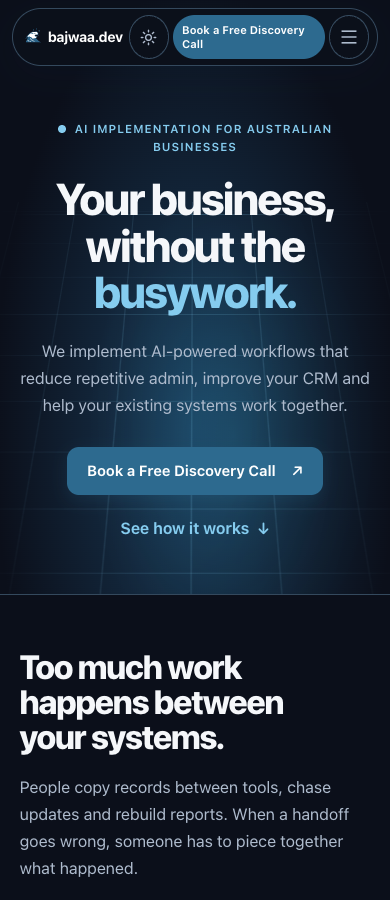 bajwaa.dev
Book a Free Discovery
Call
AI IMPLEMENTATION FOR AUSTRALIAN
BUSINESSES
Your business,
without the
busywork.
We implement AI-powered workflows that
reduce repetitive admin, improve your CRM and
help your existing systems work together.
Book a Free Discovery Call ↗
See how it works ↓
Too much work
happens between
your systems.
People copy records between tools, chase
updates and rebuild reports. When a handoff
goes wrong, someone has to piece together
what happened.